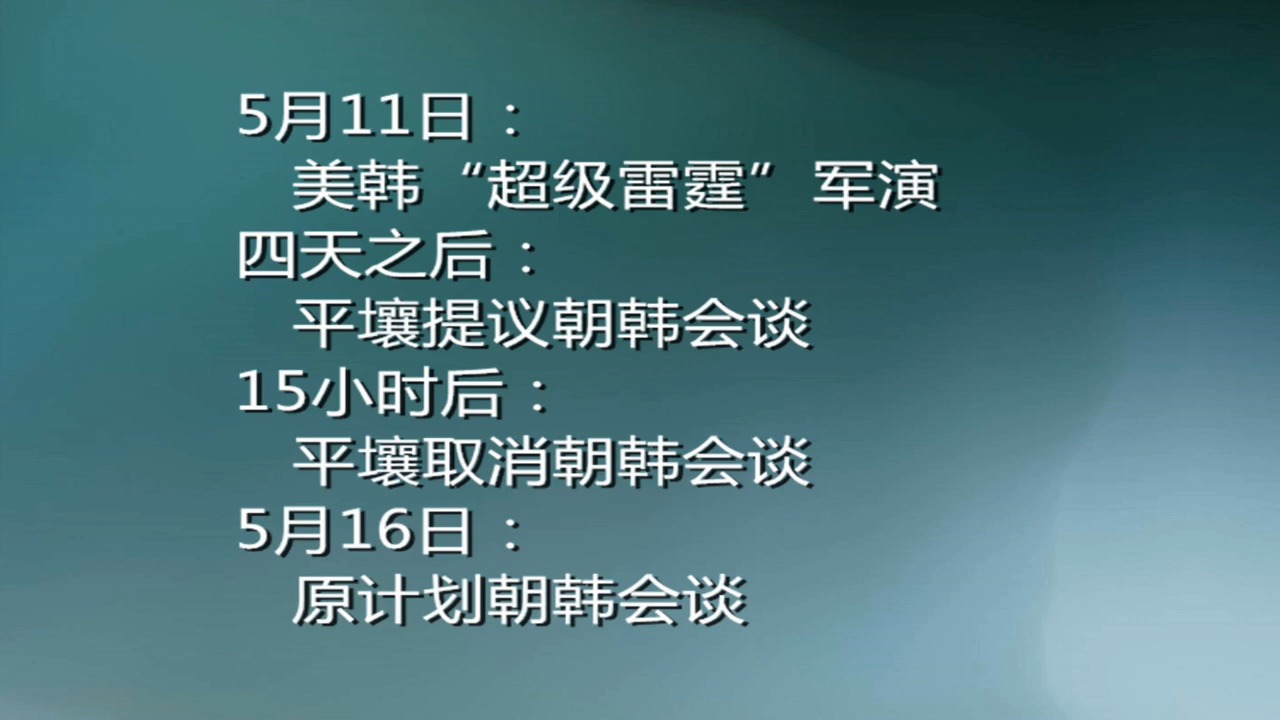 5月11日：
美韩“超级雷霆”军演
四天之后：
平壤提议朝韩会谈
15小时后：
平壤取消朝韩会谈
5月16日：
原计划朝韩会谈